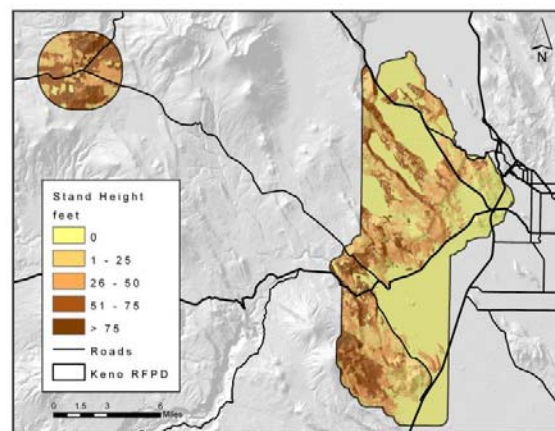 N
Stand Height
feet
0
1 - 25
26 - 50
51 - 75
> 75
Roads
Keno RFPD
0 1.5 3 6
Miles